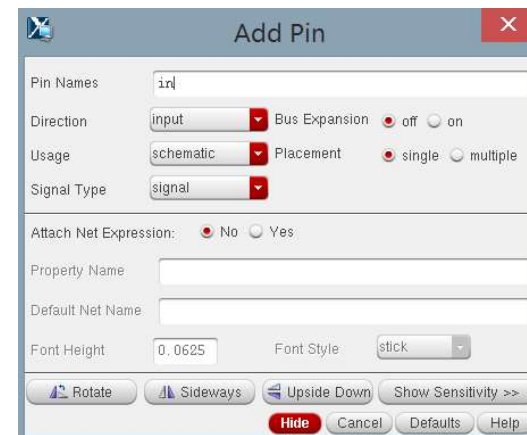 Add Pin
Pin Names in
Direction input Bus Expansion off on
Usage schematic Placement single multiple
Signal Type signal
Attach Net Expression: No Yes
Property Name
Default Net Name
Font Height 0.0625 Font Style stick
Rotate Sideways Upside Down Show Sensitivity >>
Hide Cancel Defaults Help